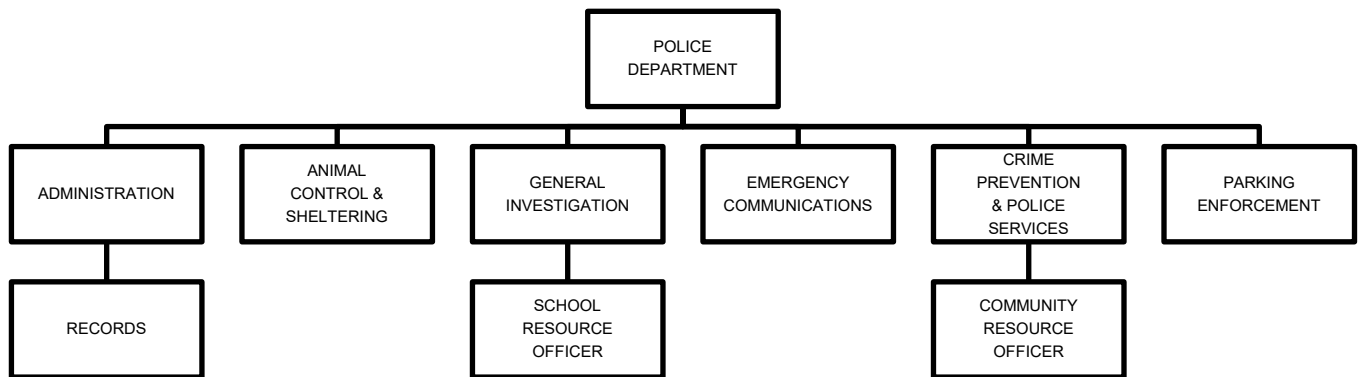 POLICE
DEPARTMENT
ADMINISTRATION
ANIMAL
CONTROL &
SHELTERING
GENERAL
INVESTIGATION
EMERGENCY
COMMUNICATIONS
CRIME
PREVENTION
& POLICE
SERVICES
PARKING
ENFORCEMENT
RECORDS
SCHOOL
RESOURCE
OFFICER
COMMUNITY
RESOURCE
OFFICER